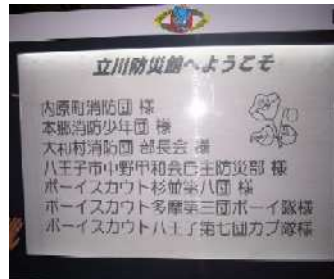 立川防災館へようこそ
内原町消防団 様
本郷消防少年団 様
大和村消防団 部長会 様
八王子市中野甲和会自主防災部 様
ボーイスカウト杉並第八団 様
ボーイスカウト多摩第三団ボーイ隊様
ボーイスカウト八王子第七団カブ隊様